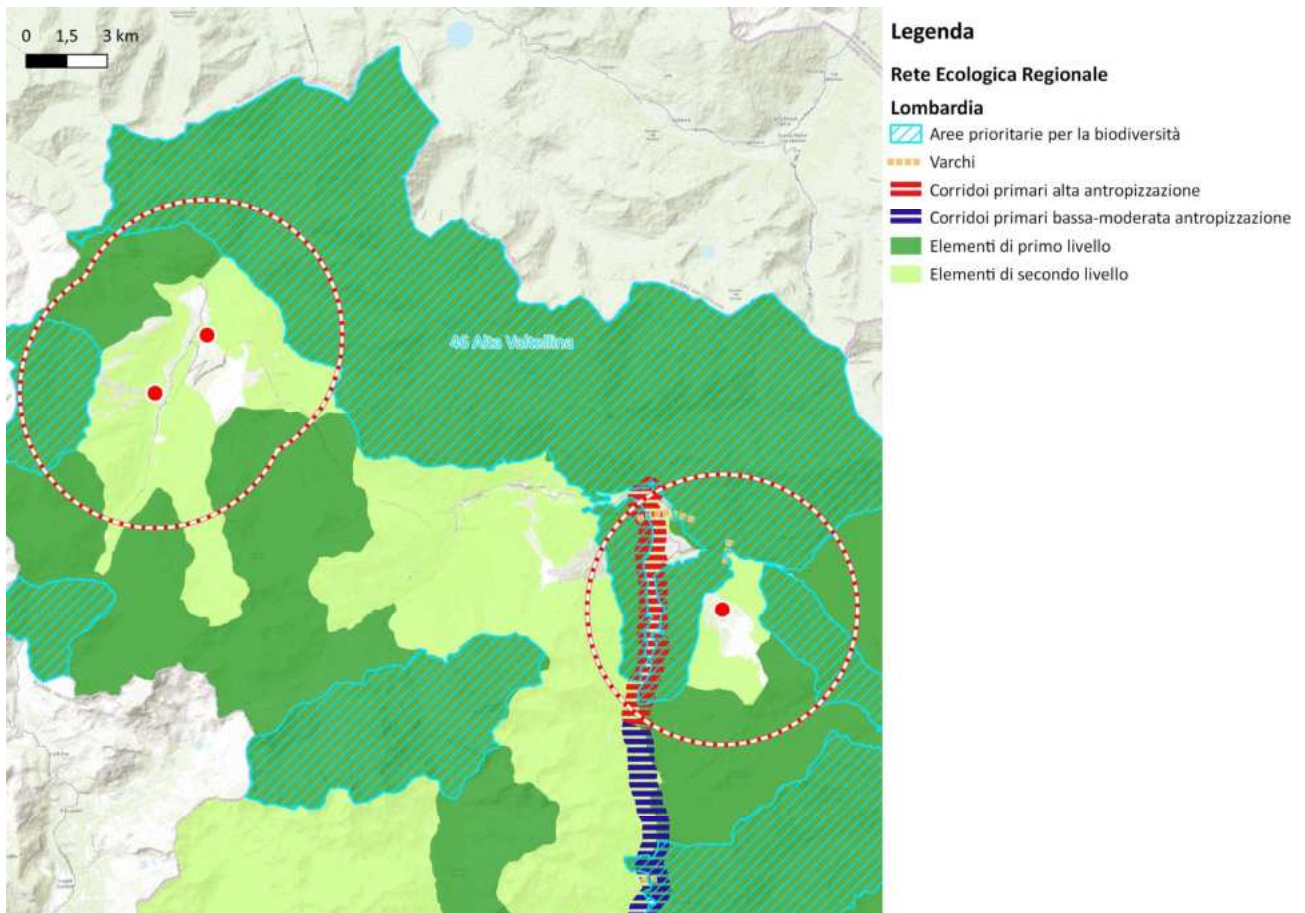 0 1,5 3 km
46 Alta Valtellina
Legenda
Rete Ecologica Regionale
Lombardia
Aree prioritarie per la biodiversità
Varchi
Corridoi primari alta antropizzazione
Corridoi primari bassa-moderata antropizzazione
Elementi di primo livello
Elementi di secondo livello